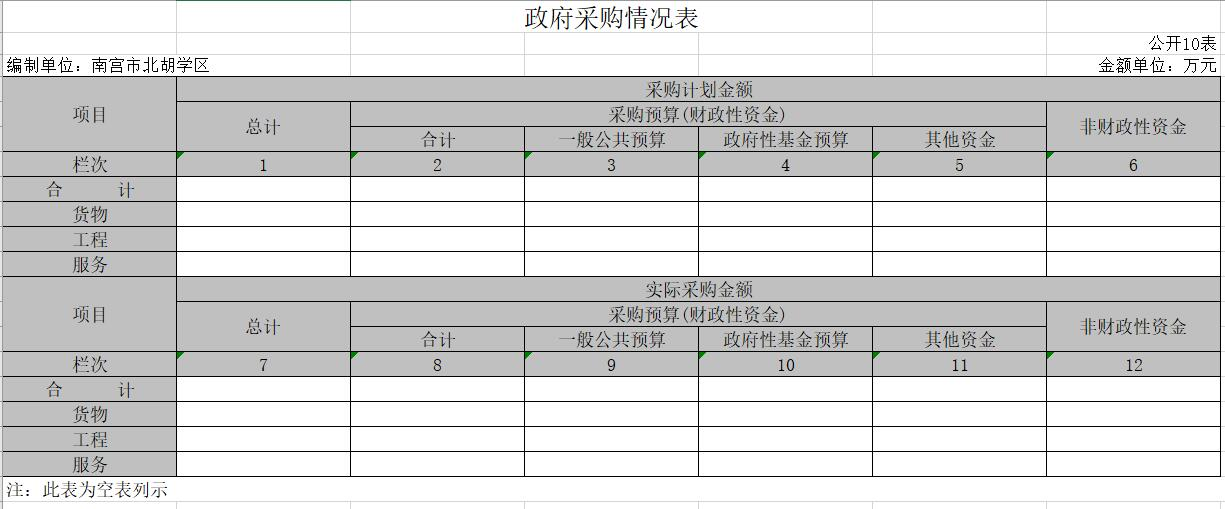 政府采购情况表
公开10表
编制单位：南宫市北胡学区 金额单位：万元
项目 采购计划金额
总计 采购预算(财政性资金) 非财政性资金
合计 一般公共预算 政府性基金预算 其他资金
栏次 1 2 3 4 5 6
合 计
货物
工程
服务
项目 实际采购金额
总计 采购预算(财政性资金) 非财政性资金
合计 一般公共预算 政府性基金预算 其他资金
栏次 7 8 9 10 11 12
合 计
货物
工程
服务
注：此表为空表列示